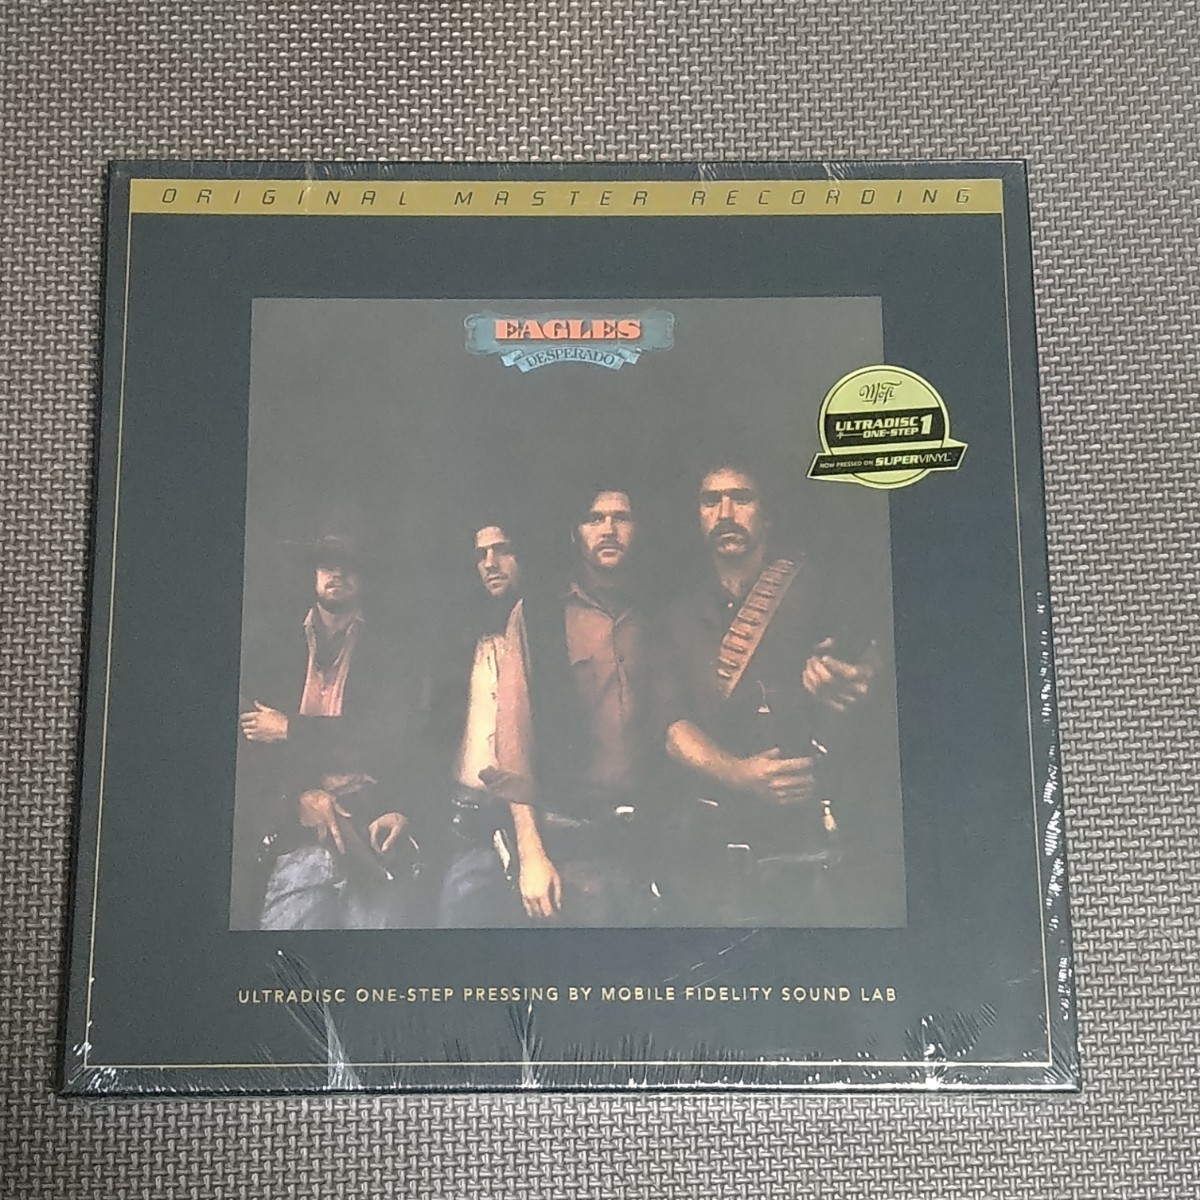 ORIGINAL MASTER RECORDING
EAGLES
DESPERADO
MoFi
ULTRADISC
ONE-STEP 1
NOW PRESSED ON SUPERVINYL
ULTRADISC ONE-STEP PRESSING BY MOBILE FIDELITY SOUND LAB